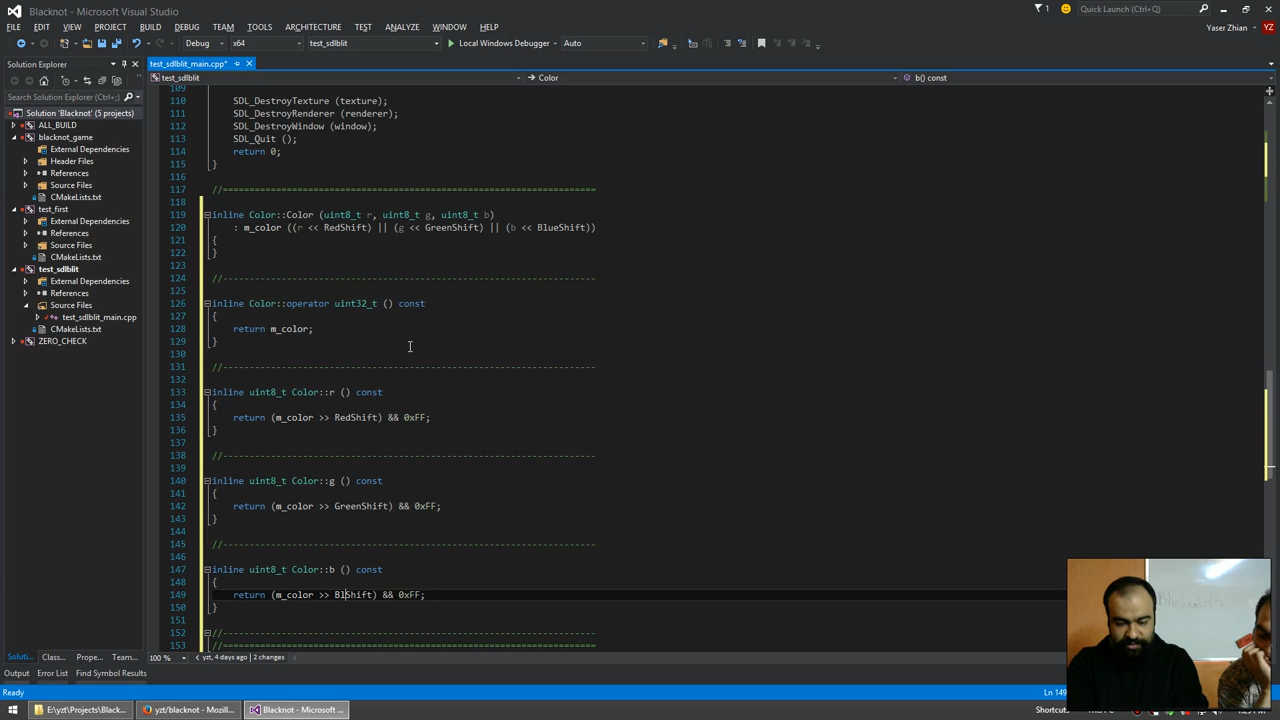 Blacknot - Microsoft Visual Studio
1
Quick Launch (Ctrl+Q)
FILE EDIT VIEW PROJECT BUILD DEBUG TEAM TOOLS ARCHITECTURE TEST ANALYZE WINDOW HELP
Yaser Zhian YZ
Debug x64 test_sdlblit Local Windows Debugger Auto
Solution Explorer
test_sdlblit_main.cpp*
test_sdlblit
Color
b() const
Search Solution Explorer (Ctrl+;)
Solution 'Blacknot' (5 projects)
ALL_BUILD
blacknot_game
External Dependencies
Header Files
References
Source Files
CMakeLists.txt
test_first
External Dependencies
References
Source Files
CMakeLists.txt
test_sdlblit
External Dependencies
References
Source Files
test_sdlblit_main.cpp
CMakeLists.txt
ZERO_CHECK
109
110 SDL_DestroyTexture (texture);
111 SDL_DestroyRenderer (renderer);
112 SDL_DestroyWindow (window);
113 SDL_Quit ();
114 return 0;
115 }
116
117 //======================================================================
118
119 inline Color::Color (uint8_t r, uint8_t g, uint8_t b)
120 : m_color ((r << RedShift) || (g << GreenShift) || (b << BlueShift))
121 {
122 }
123
124 //----------------------------------------------------------------------
125
126 inline Color::operator uint32_t () const
127 {
128 return m_color;
129 }
130
131 //----------------------------------------------------------------------
132
133 inline uint8_t Color::r () const
134 {
135 return (m_color >> RedShift) && 0xFF;
136 }
137
138 //----------------------------------------------------------------------
139
140 inline uint8_t Color::g () const
141 {
142 return (m_color >> GreenShift) && 0xFF;
143 }
144
145 //----------------------------------------------------------------------
146
147 inline uint8_t Color::b () const
148 {
149 return (m_color >> BlShift) && 0xFF;
150 }
151
152 //----------------------------------------------------------------------
153 //======================================================================
Soluti... Class... Prope... Team...
100 %
yzt, 4 days ago | 2 changes
Output Error List Find Symbol Results
Ready
Ln 149
E:\yzt\Projects\Black...
yzt/blacknot - Mozill...
Blacknot - Microsoft ...
Shortcuts